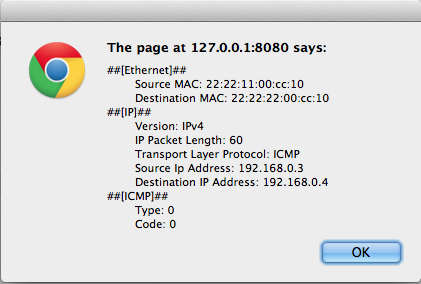 The page at 127.0.0.1:8080 says:
##[Ethernet]##
Source MAC: 22:22:11:00:cc:10
Destination MAC: 22:22:22:00:cc:10
##[IP]##
Version: IPv4
IP Packet Length: 60
Transport Layer Protocol: ICMP
Source Ip Address: 192.168.0.3
Destination IP Address: 192.168.0.4
##[ICMP]##
Type: 0
Code: 0
OK